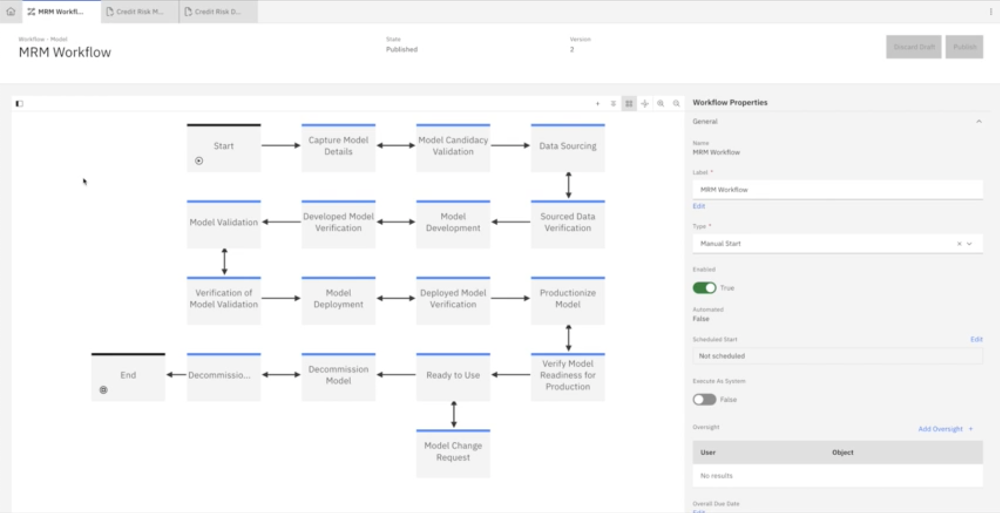 MRM Workfl...
Credit Risk M...
Credit Risk D...
Workflow - Model
MRM Workflow
State
Published
Version
2
Discard Draft
Publish
Start
Capture Model
Details
Model Candidacy
Validation
Data Sourcing
Model Validation
Developed Model
Verification
Model
Development
Sourced Data
Verification
Verification of
Model Validation
Model
Deployment
Deployed Model
Verification
Productionize
Model
End
Decommissio...
Decommission
Model
Ready to Use
Verify Model
Readiness for
Production
Model Change
Request
Workflow Properties
General
Name
MRM Workflow
Label *
MRM Workflow
Edit
Type *
Manual Start
Enabled
True
Automated
False
Scheduled Start
Edit
Not scheduled
Execute As System
False
Oversight
Add Oversight +
User
Object
No results
Overall Due Date
Edit